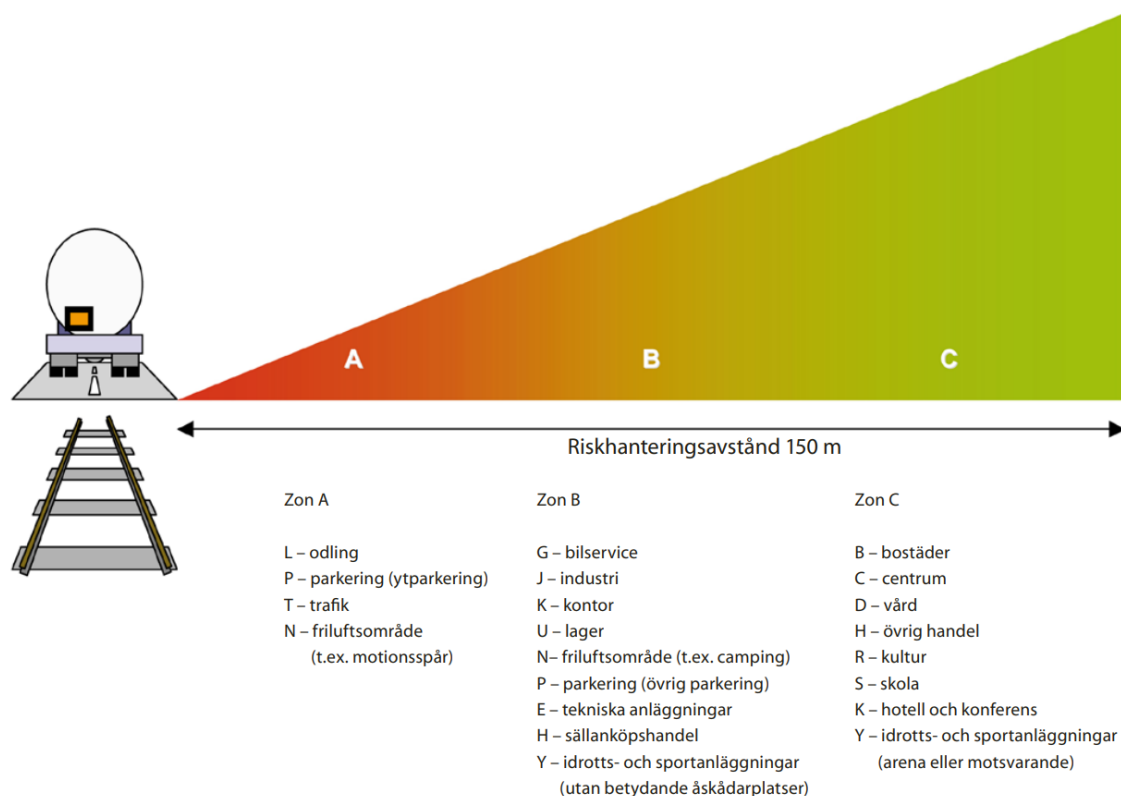 A
B
C
Riskhanteringsavstånd 150 m
Zon A
L – odling
P – parkering (ytparkering)
T – trafik
N – friluftsområde
(t.ex. motionsspår)
Zon B
G – bilservice
J – industri
K – kontor
U – lager
N– friluftsområde (t.ex. camping)
P – parkering (övrig parkering)
E – tekniska anläggningar
H – sällanköpshandel
Y – idrotts- och sportanläggningar
(utan betydande åskådarplatser)
Zon C
B – bostäder
C – centrum
D – vård
H – övrig handel
R – kultur
S – skola
K – hotell och konferens
Y – idrotts- och sportanläggningar
(arena eller motsvarande)